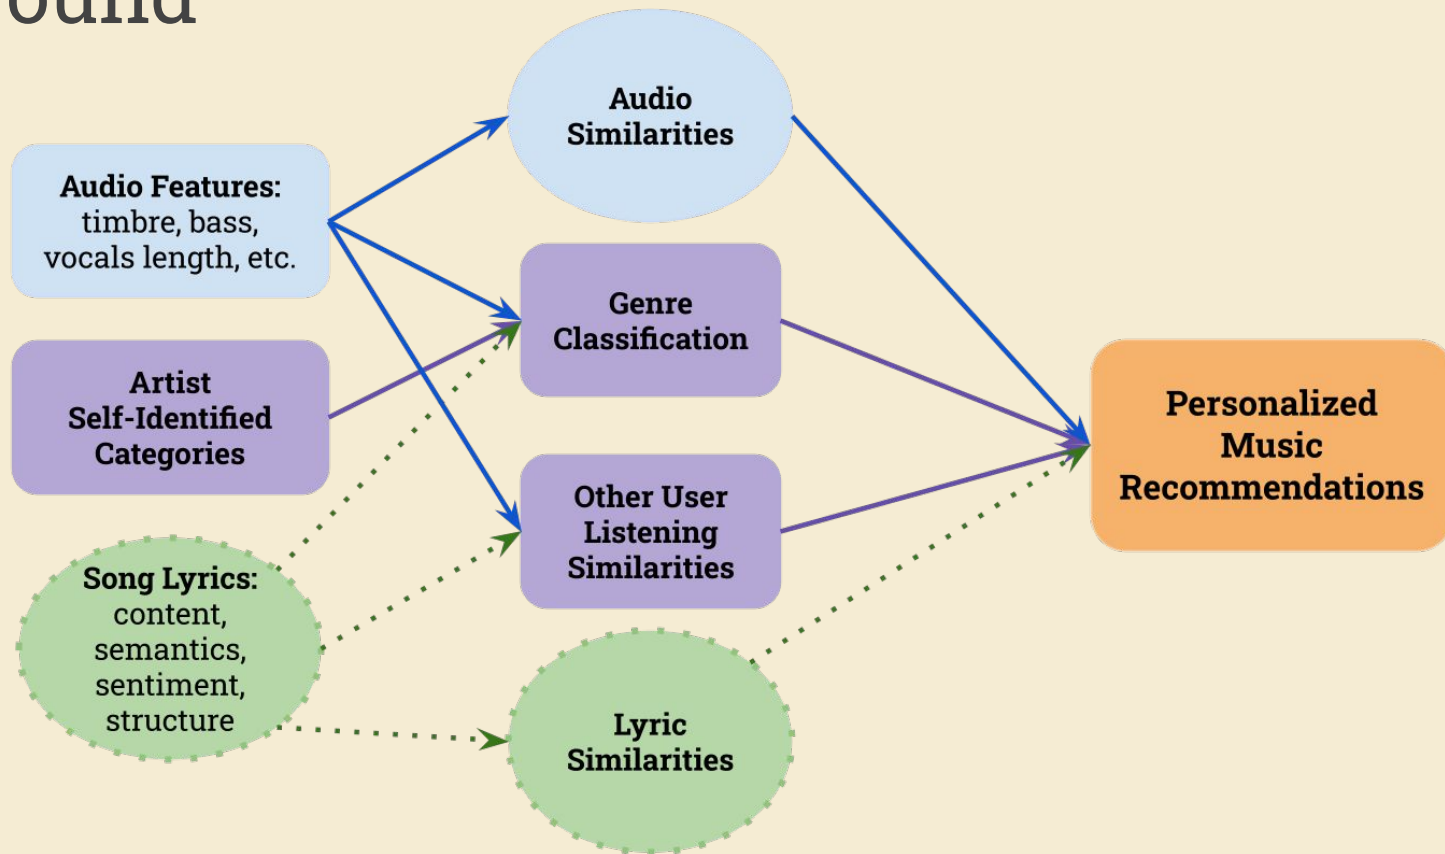 ound
Audio
Similarities
Audio Features:
timbre, bass,
vocals length, etc.
Genre
Classification
Artist
Self-Identified
Categories
Personalized
Music
Recommendations
Other User
Listening
Similarities
Song Lyrics:
content,
semantics,
sentiment,
structure
Lyric
Similarities